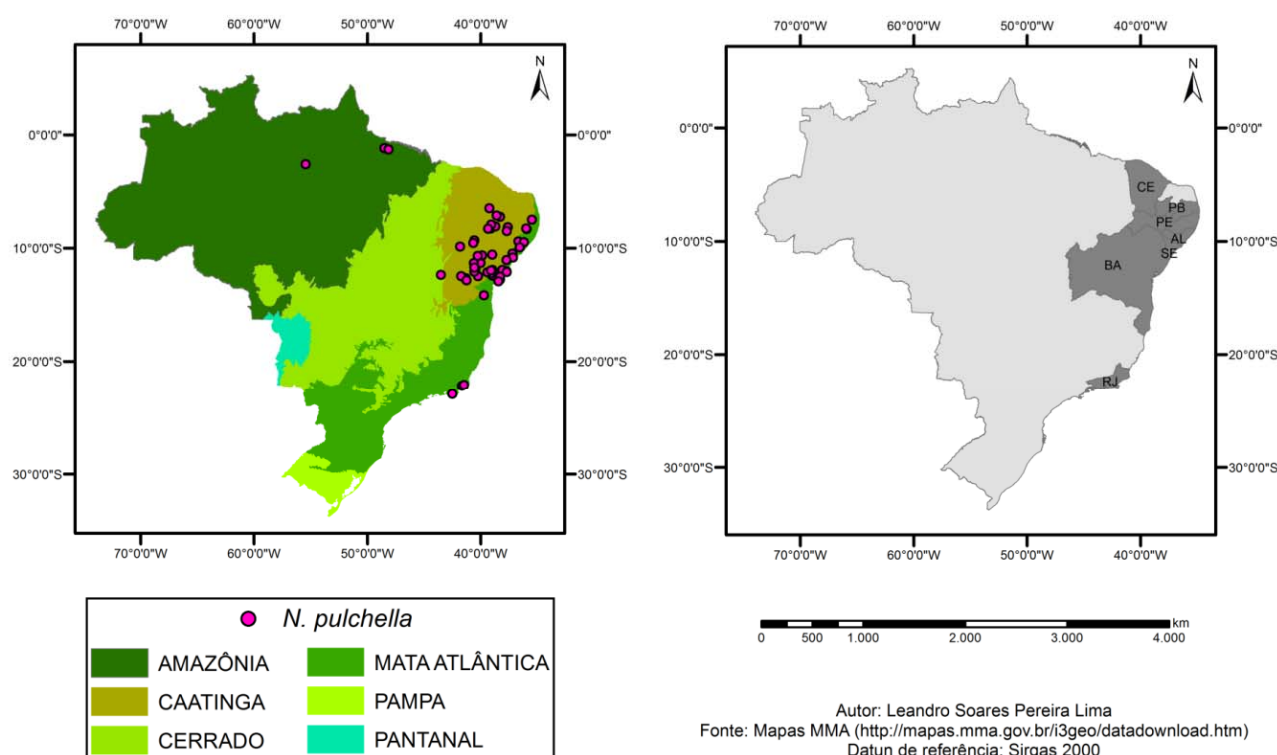 70°0'0"W 60°0'0"W 50°0'0"W 40°0'0"W
N
0°0'0" 0°0'0"
10°0'0"S 10°0'0"S
20°0'0"S 20°0'0"S
30°0'0"S 30°0'0"S
70°0'0"W 60°0'0"W 50°0'0"W 40°0'0"W
N. pulchella
AMAZÔNIA MATA ATLÂNTICA
CAATINGA PAMPA
CERRADO PANTANAL
70°0'0"W 60°0'0"W 50°0'0"W 40°0'0"W
N
0°0'0" 0°0'0"
CE
PB
PE
AL
10°0'0"S 10°0'0"S
SE
BA
20°0'0"S 20°0'0"S
RJ
30°0'0"S 30°0'0"S
70°0'0"W 60°0'0"W 50°0'0"W 40°0'0"W
km
0 500 1.000 2.000 3.000 4.000
Autor: Leandro Soares Pereira Lima
Fonte: Mapas MMA (http://mapas.mma.gov.br/i3geo/datadownload.htm)
Datun de referência: Sirgas 2000